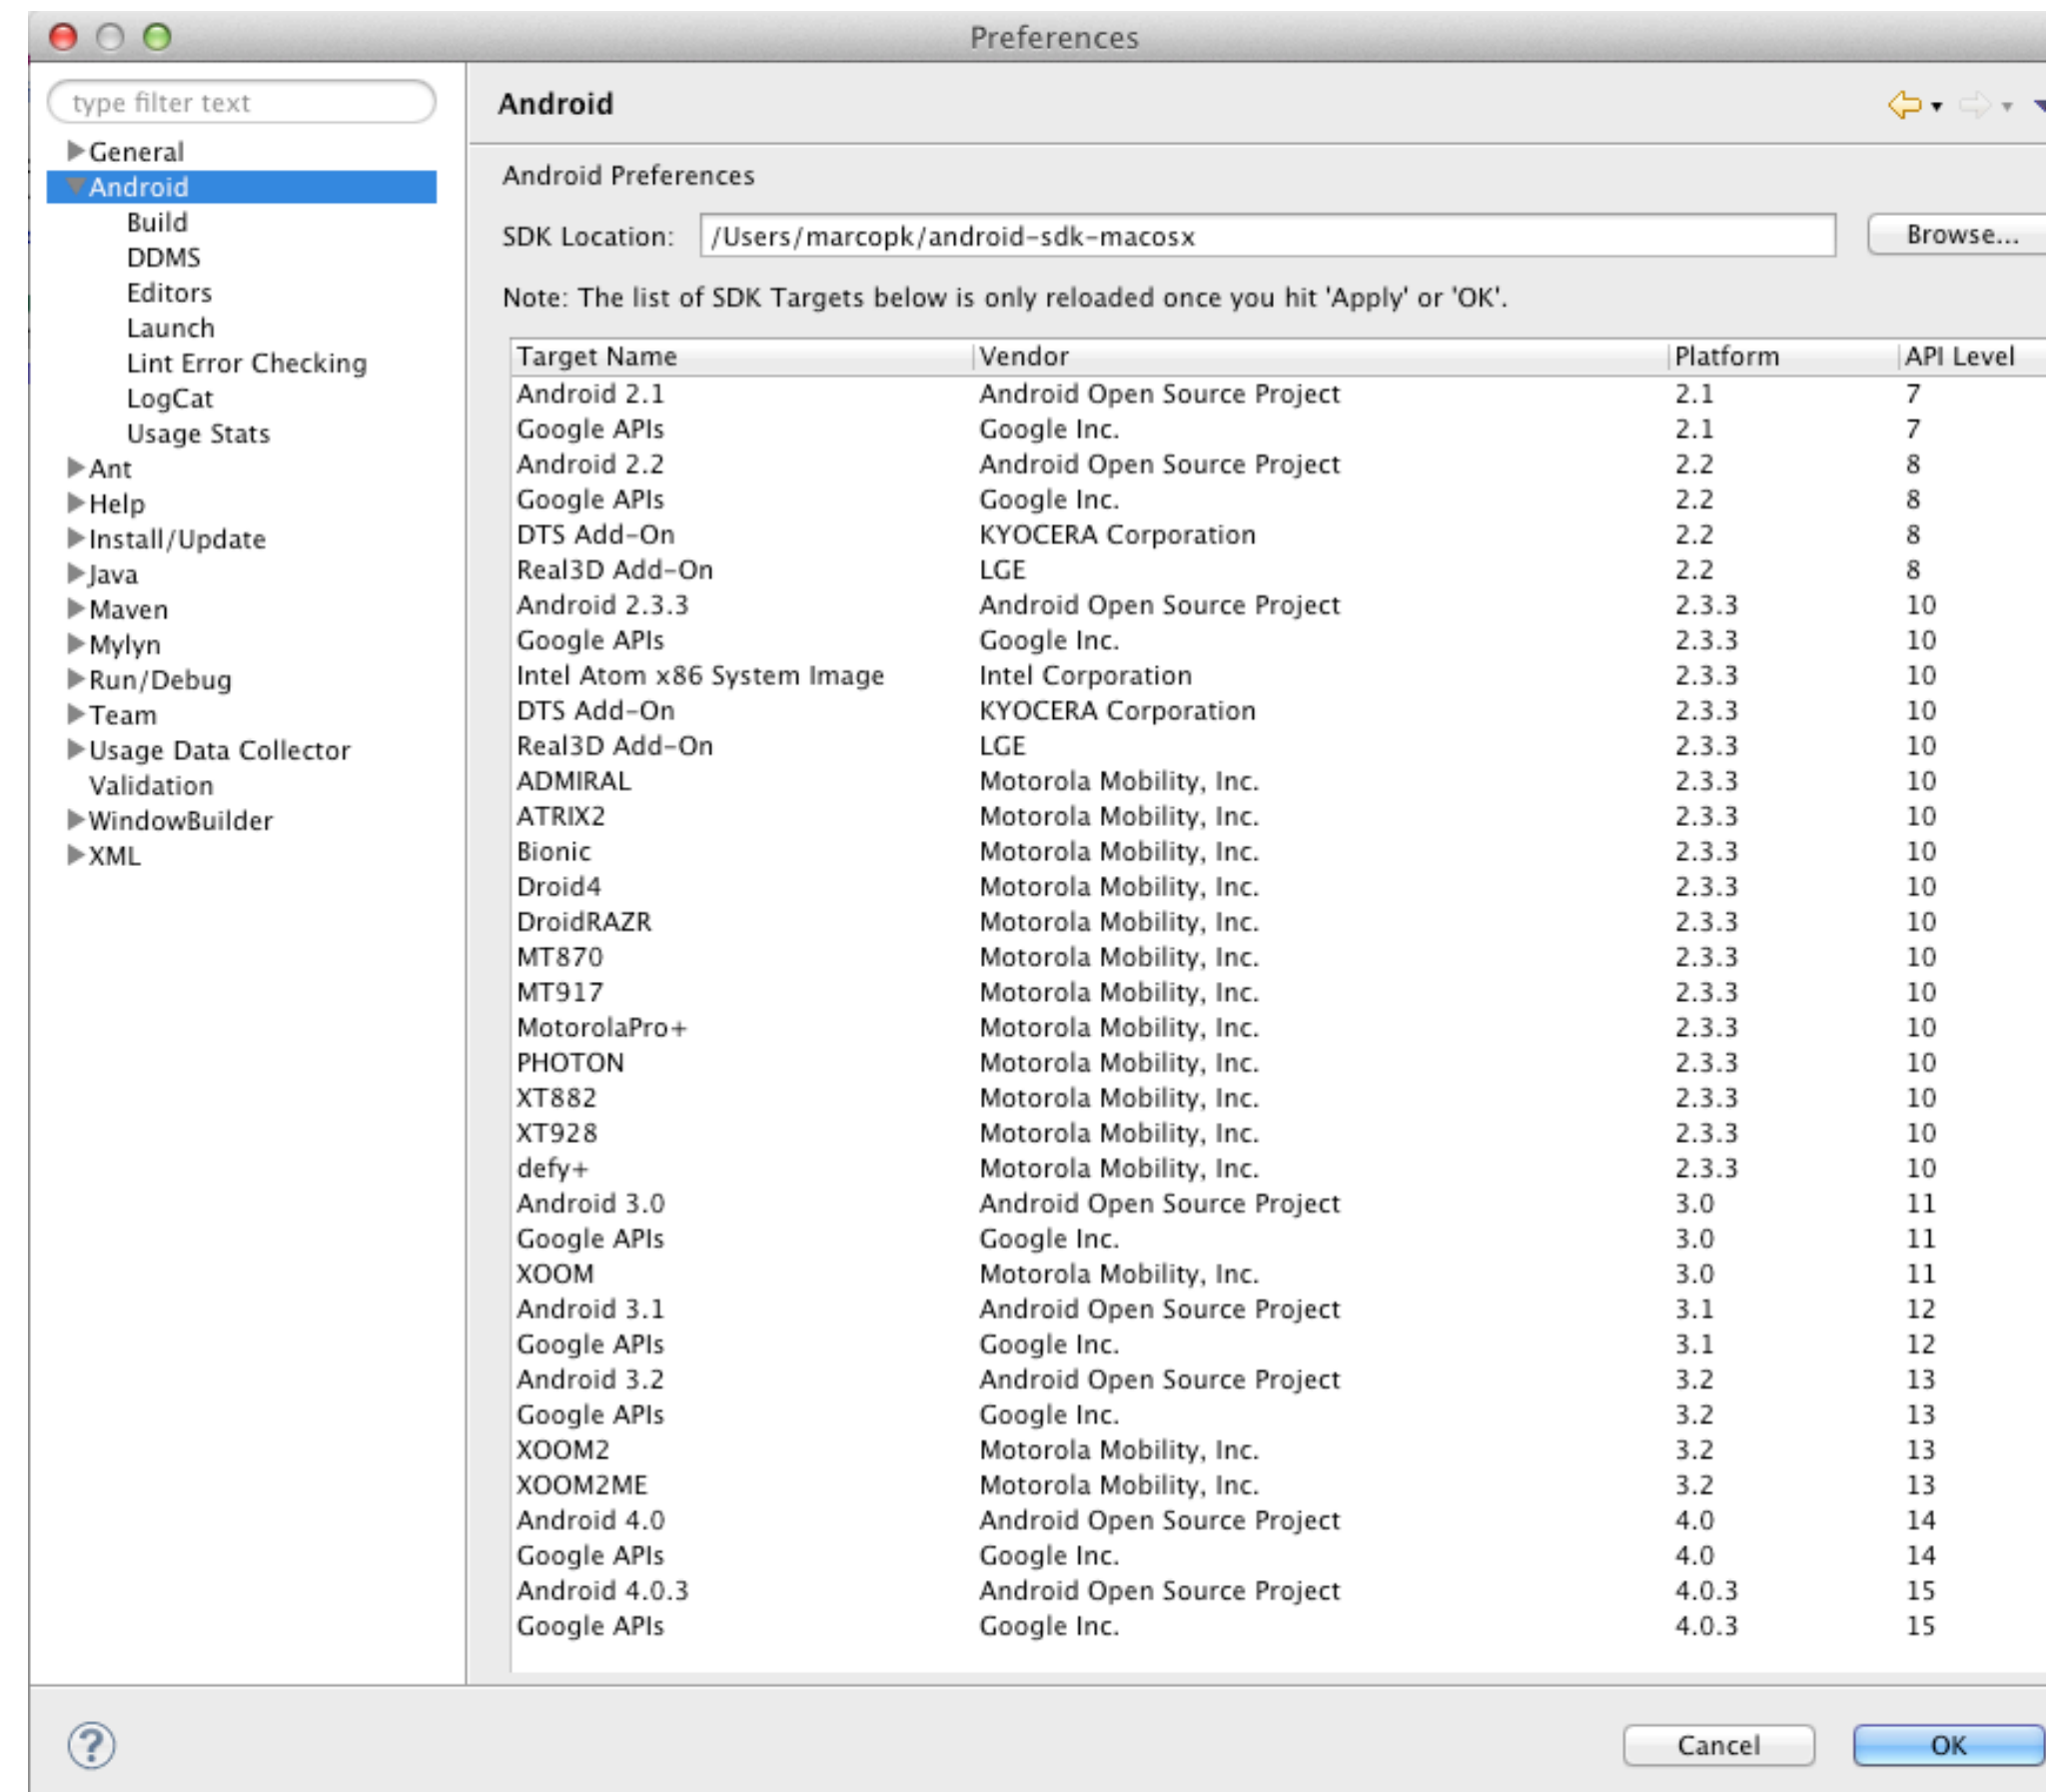 Preferences
type filter text
General
Android
Build
DDMS
Editors
Launch
Lint Error Checking
LogCat
Usage Stats
Ant
Help
Install/Update
Java
Maven
Mylyn
Run/Debug
Team
Usage Data Collector
Validation
WindowBuilder
XML
Android
Android Preferences
SDK Location: /Users/marcopk/android-sdk-macosx Browse...
Note: The list of SDK Targets below is only reloaded once you hit 'Apply' or 'OK'.
Target Name Vendor Platform API Level
Android 2.1 Android Open Source Project 2.1 7
Google APIs Google Inc. 2.1 7
Android 2.2 Android Open Source Project 2.2 8
Google APIs Google Inc. 2.2 8
DTS Add-On KYOCERA Corporation 2.2 8
Real3D Add-On LGE 2.2 8
Android 2.3.3 Android Open Source Project 2.3.3 10
Google APIs Google Inc. 2.3.3 10
Intel Atom x86 System Image Intel Corporation 2.3.3 10
DTS Add-On KYOCERA Corporation 2.3.3 10
Real3D Add-On LGE 2.3.3 10
ADMIRAL Motorola Mobility, Inc. 2.3.3 10
ATRIX2 Motorola Mobility, Inc. 2.3.3 10
Bionic Motorola Mobility, Inc. 2.3.3 10
Droid4 Motorola Mobility, Inc. 2.3.3 10
DroidRAZR Motorola Mobility, Inc. 2.3.3 10
MT870 Motorola Mobility, Inc. 2.3.3 10
MT917 Motorola Mobility, Inc. 2.3.3 10
MotorolaPro+ Motorola Mobility, Inc. 2.3.3 10
PHOTON Motorola Mobility, Inc. 2.3.3 10
XT882 Motorola Mobility, Inc. 2.3.3 10
XT928 Motorola Mobility, Inc. 2.3.3 10
defy+ Motorola Mobility, Inc. 2.3.3 10
Android 3.0 Android Open Source Project 3.0 11
Google APIs Google Inc. 3.0 11
XOOM Motorola Mobility, Inc. 3.0 11
Android 3.1 Android Open Source Project 3.1 12
Google APIs Google Inc. 3.1 12
Android 3.2 Android Open Source Project 3.2 13
Google APIs Google Inc. 3.2 13
XOOM2 Motorola Mobility, Inc. 3.2 13
XOOM2ME Motorola Mobility, Inc. 3.2 13
Android 4.0 Android Open Source Project 4.0 14
Google APIs Google Inc. 4.0 14
Android 4.0.3 Android Open Source Project 4.0.3 15
Google APIs Google Inc. 4.0.3 15
? Cancel OK